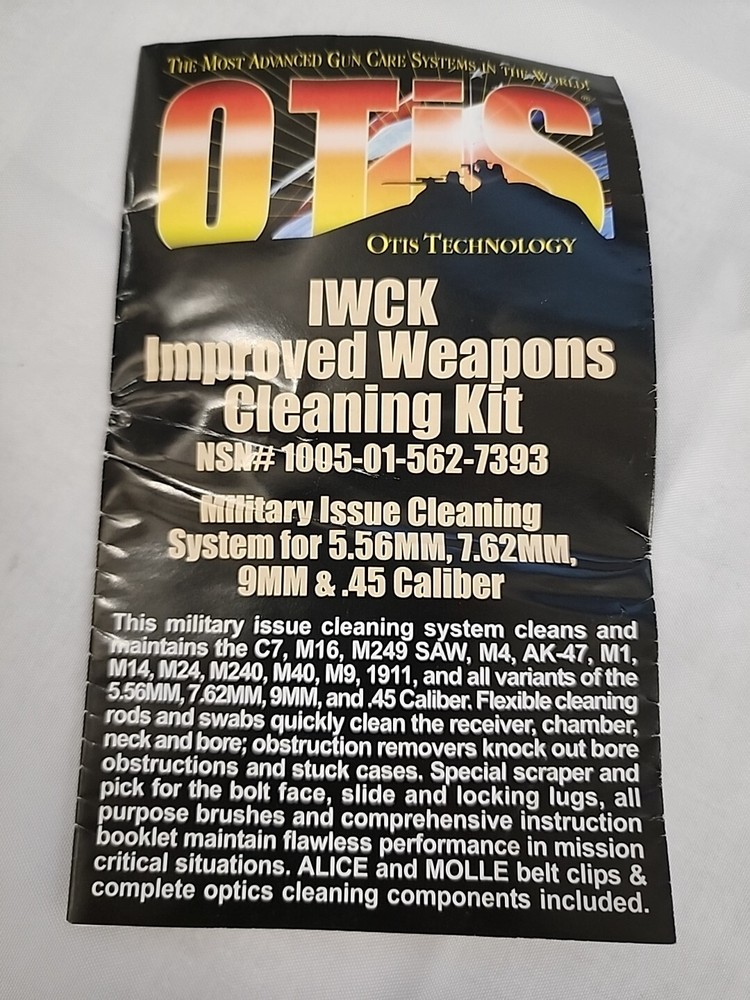 THE MOST ADVANCED GUN CARE SYSTEMS IN THE WORLD!
OTiS®
OTIS TECHNOLOGY
IWCK
Improved Weapons
Cleaning Kit
NSN# 1005-01-562-7393
Military Issue Cleaning
System for 5.56MM, 7.62MM,
9MM & .45 Caliber
This military issue cleaning system cleans and
maintains the C7, M16, M249 SAW, M4, AK-47, M1,
M14, M24, M240, M40, M9, 1911, and all variants of the
5.56MM, 7.62MM, 9MM, and .45 Caliber. Flexible cleaning
rods and swabs quickly clean the receiver, chamber,
neck and bore; obstruction removers knock out bore
obstructions and stuck cases. Special scraper and
pick for the bolt face, slide and locking lugs, all
purpose brushes and comprehensive instruction
booklet maintain flawless performance in mission
critical situations. ALICE and MOLLE belt clips &
complete optics cleaning components included.